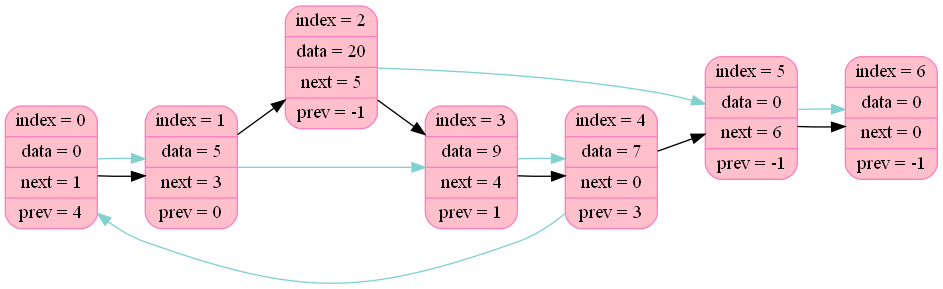 index = 0
data = 0
next = 1
prev = 4
index = 1
data = 5
next = 3
prev = 0
index = 2
data = 20
next = 5
prev = -1
index = 3
data = 9
next = 4
prev = 1
index = 4
data = 7
next = 0
prev = 3
index = 5
data = 0
next = 6
prev = -1
index = 6
data = 0
next = 0
prev = -1